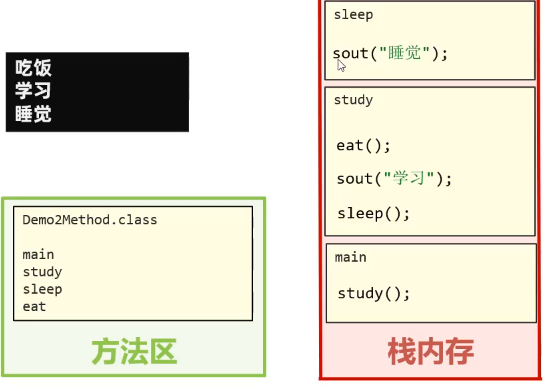 吃饭
学习
睡觉
Demo2Method.class
main
study
sleep
eat
方法区
sleep
sout("睡觉");
study
eat();
sout("学习");
sleep();
main
study();
栈内存